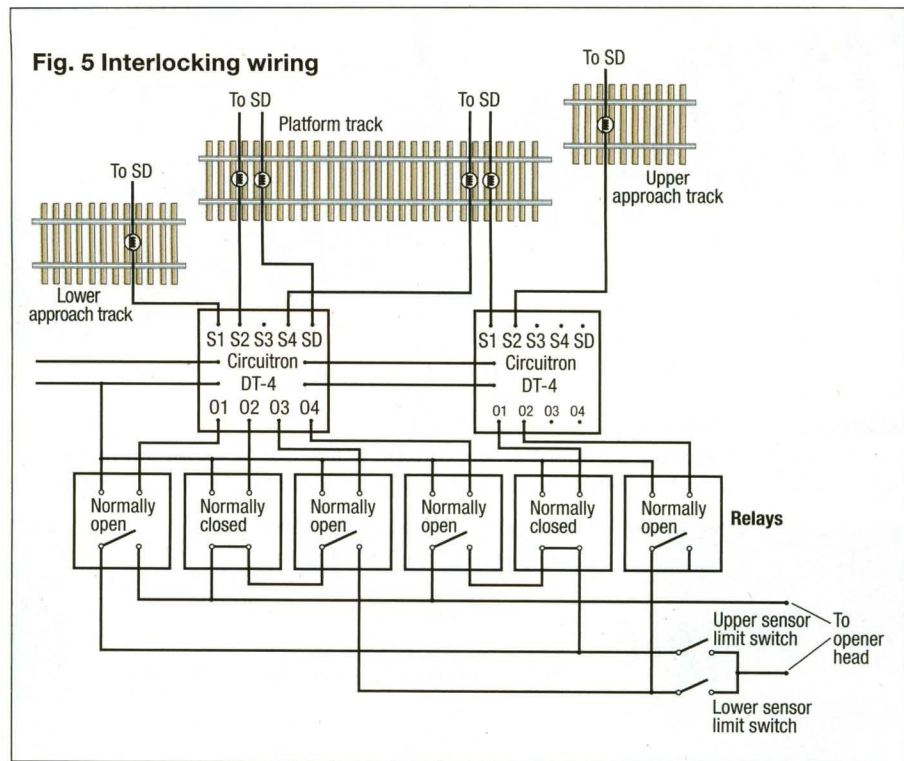 Fig. 5 Interlocking wiring
To SD
To SD
To SD
Platform track
To SD
Upper
approach track
Lower
approach track
S1 S2 S3 S4 SD
Circuitron
DT-4
01 02 03 04
S1 S2 S3 S4 SD
Circuitron
DT-4
01 02 03 04
Normally
open
Normally
closed
Normally
open
Normally
open
Normally
closed
Normally
open
Relays
Upper sensor
limit switch
To
opener
head
Lower sensor
limit switch